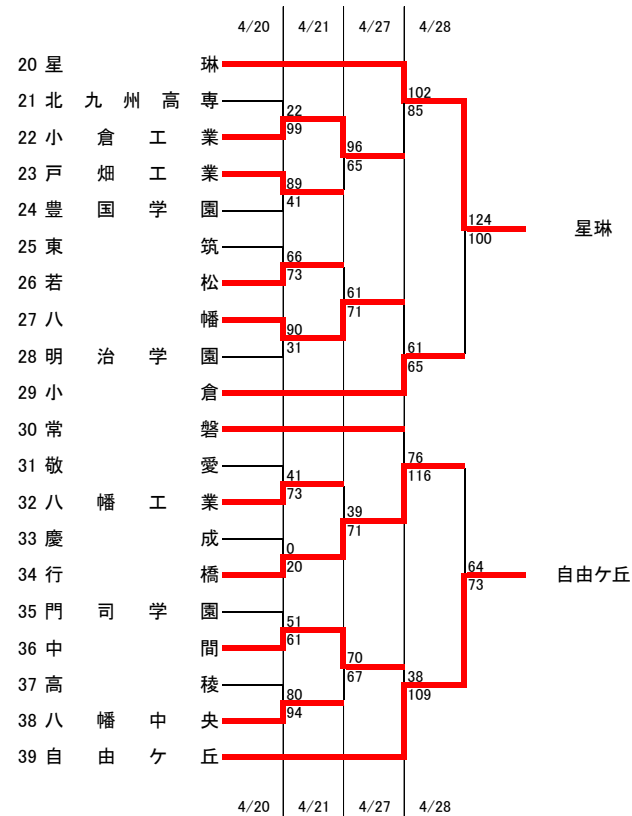 4/20 4/21 4/27 4/28
20 星琳
21 北九州高専
102
85
22
99
22 小倉工業
96
65
23 戸畑工業
89
41
24 豊国学園
124
100
星琳
25 東筑
66
73
26 若松
61
71
27 八幡
90
31
28 明治学園
61
65
29 小倉
30 常磐
31 敬愛
76
116
41
73
32 八幡工業
39
71
33 慶成
0
20
34 行橋
64
73
自由ケ丘
35 門司学園
51
61
36 中間
70
67
37 高稜
38
109
80
94
38 八幡中央
39 自由ケ丘
4/20 4/21 4/27 4/28